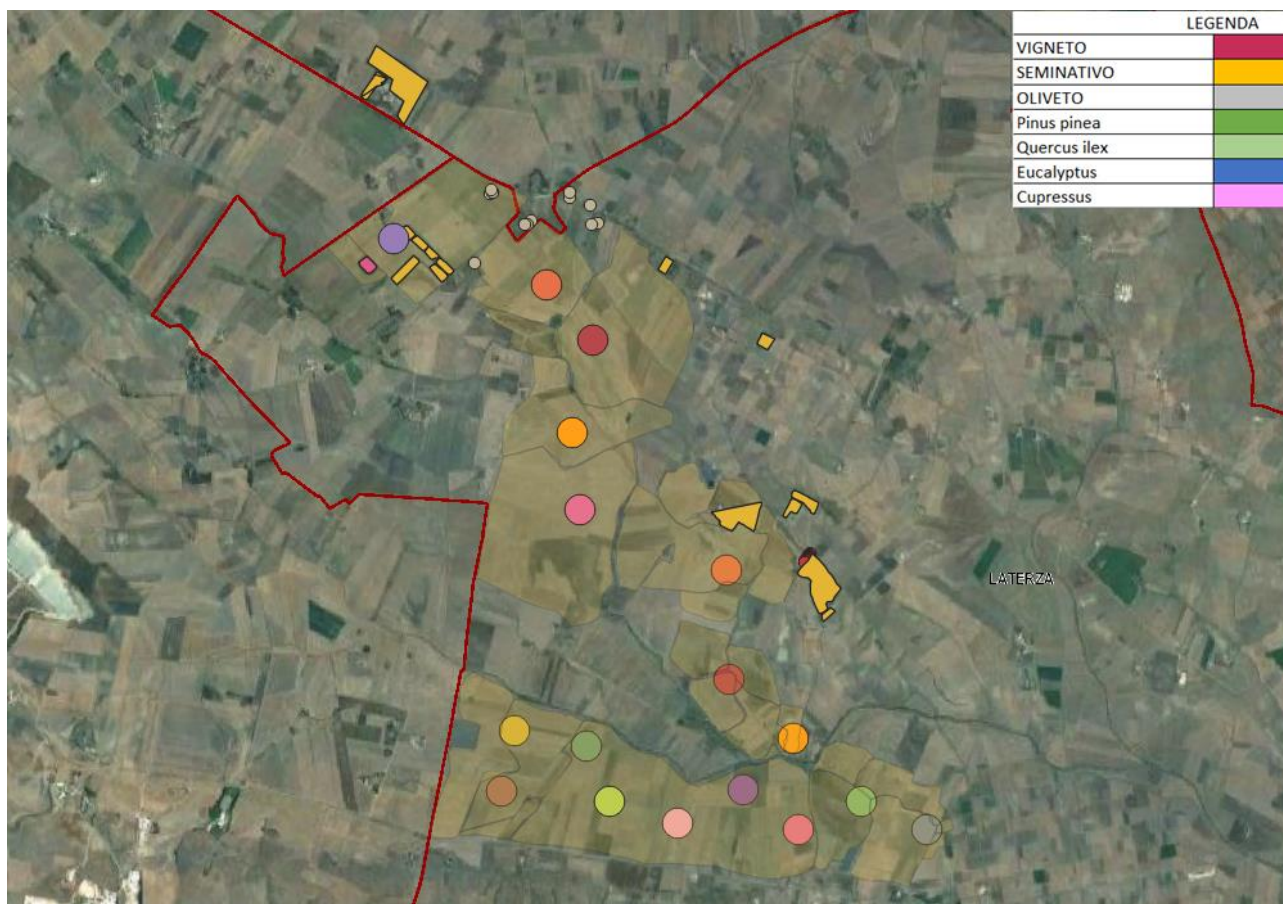 LEGENDA
VIGNETO
SEMINATIVO
OLIVETO
Pinus pinea
Quercus ilex
Eucalyptus
Cupressus
LATERZA